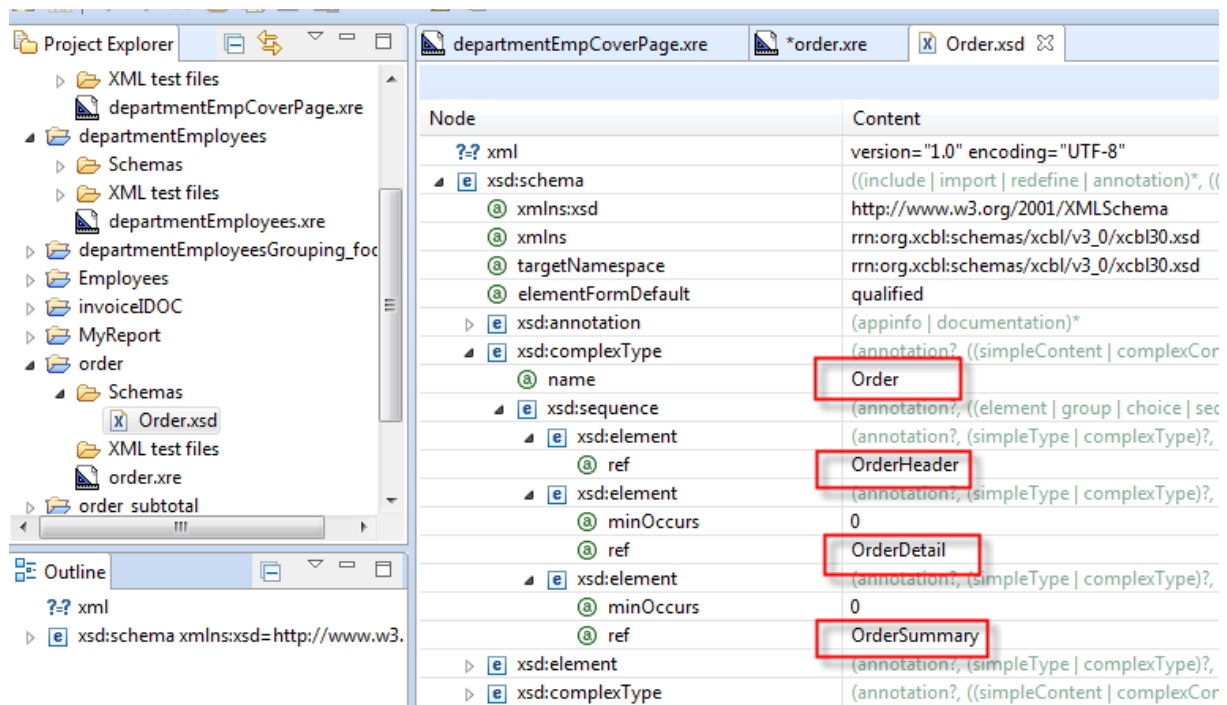 Project Explorer
XML test files
departmentEmpCoverPage.xre
departmentEmployees
Schemas
XML test files
departmentEmployees.xre
departmentEmployeesGrouping_foc
Employees
invoiceIDOC
MyReport
order
Schemas
Order.xsd
XML test files
order.xre
order subtotal
Outline
?=? xml
e xsd:schema xmlns:xsd=http://www.w3.
departmentEmpCoverPage.xre *order.xre X Order.xsd
Node Content
?=? xml version="1.0" encoding="UTF-8"
e xsd:schema ((include | import | redefine | annotation)*, ((
a xmlns:xsd http://www.w3.org/2001/XMLSchema
a xmlns rrn:org.xcbl:schemas/xcbl/v3_0/xcbl30.xsd
a targetNamespace rrn:org.xcbl:schemas/xcbl/v3_0/xcbl30.xsd
a elementFormDefault qualified
e xsd:annotation (appinfo | documentation)*
e xsd:complexType (annotation?, ((simpleContent | complexCon
a name Order
e xsd:sequence (annotation?, ((element | group | choice | sec
e xsd:element (annotation?, (simpleType | complexType)?,
a ref OrderHeader
e xsd:element (annotation?, (simpleType | complexType)?,
a minOccurs 0
a ref OrderDetail
e xsd:element (annotation?, (simpleType | complexType)?,
a minOccurs 0
a ref OrderSummary
e xsd:element (annotation?, (simpleType | complexType)?,
e xsd:complexType (annotation?, ((simpleContent | complexCon